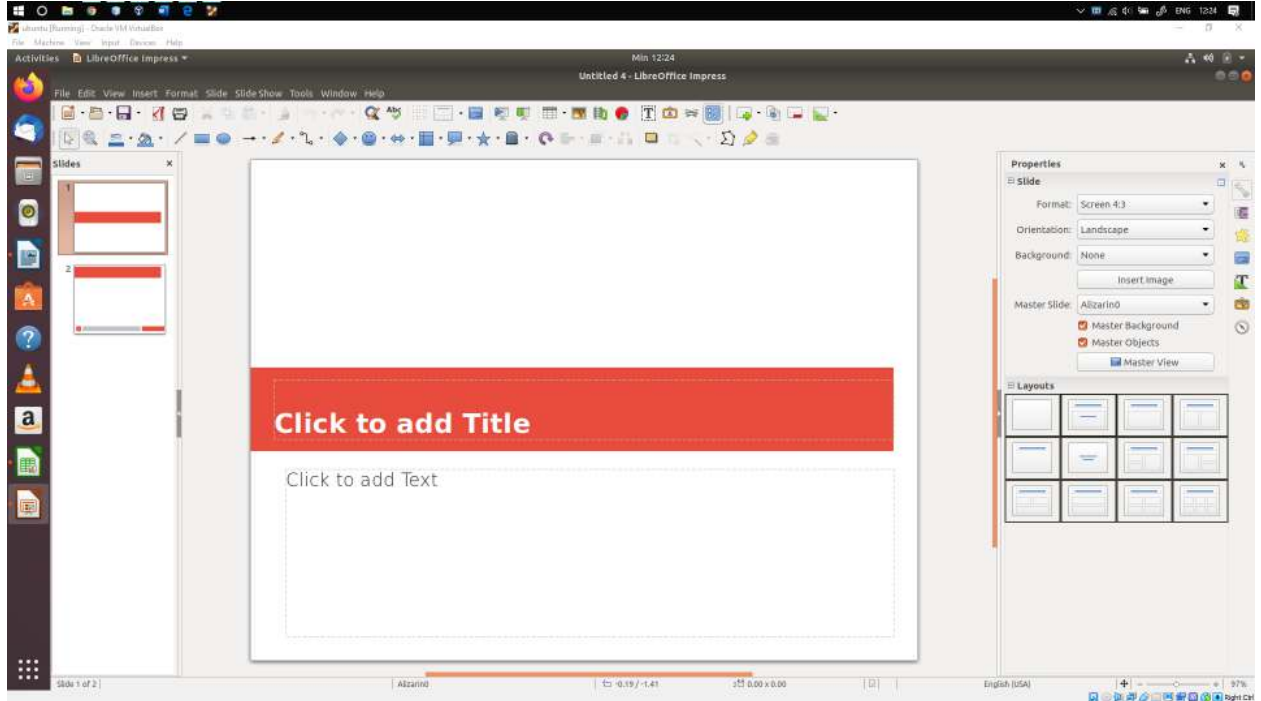 ENG 12:24
ubuntu [Running] - Oracle VM VirtualBox
File Machine View Input Devices Help
Activities LibreOffice Impress Min 12:24
Untitled 4 - LibreOffice Impress
File Edit View Insert Format Slide Slide Show Tools Window Help
Abc
T
Slides
1
2
Click to add Title
Click to add Text
Properties
Slide
Format: Screen 4:3
Orientation: Landscape
Background: None
Insert Image
Master Slide: Alizarin0
Master Background
Master Objects
Master View
Layouts
a
Slide 1 of 2 Alizarin0 -0.19 / -1.41 0.00 x 0.00 English (USA) 97%
Right Ctrl